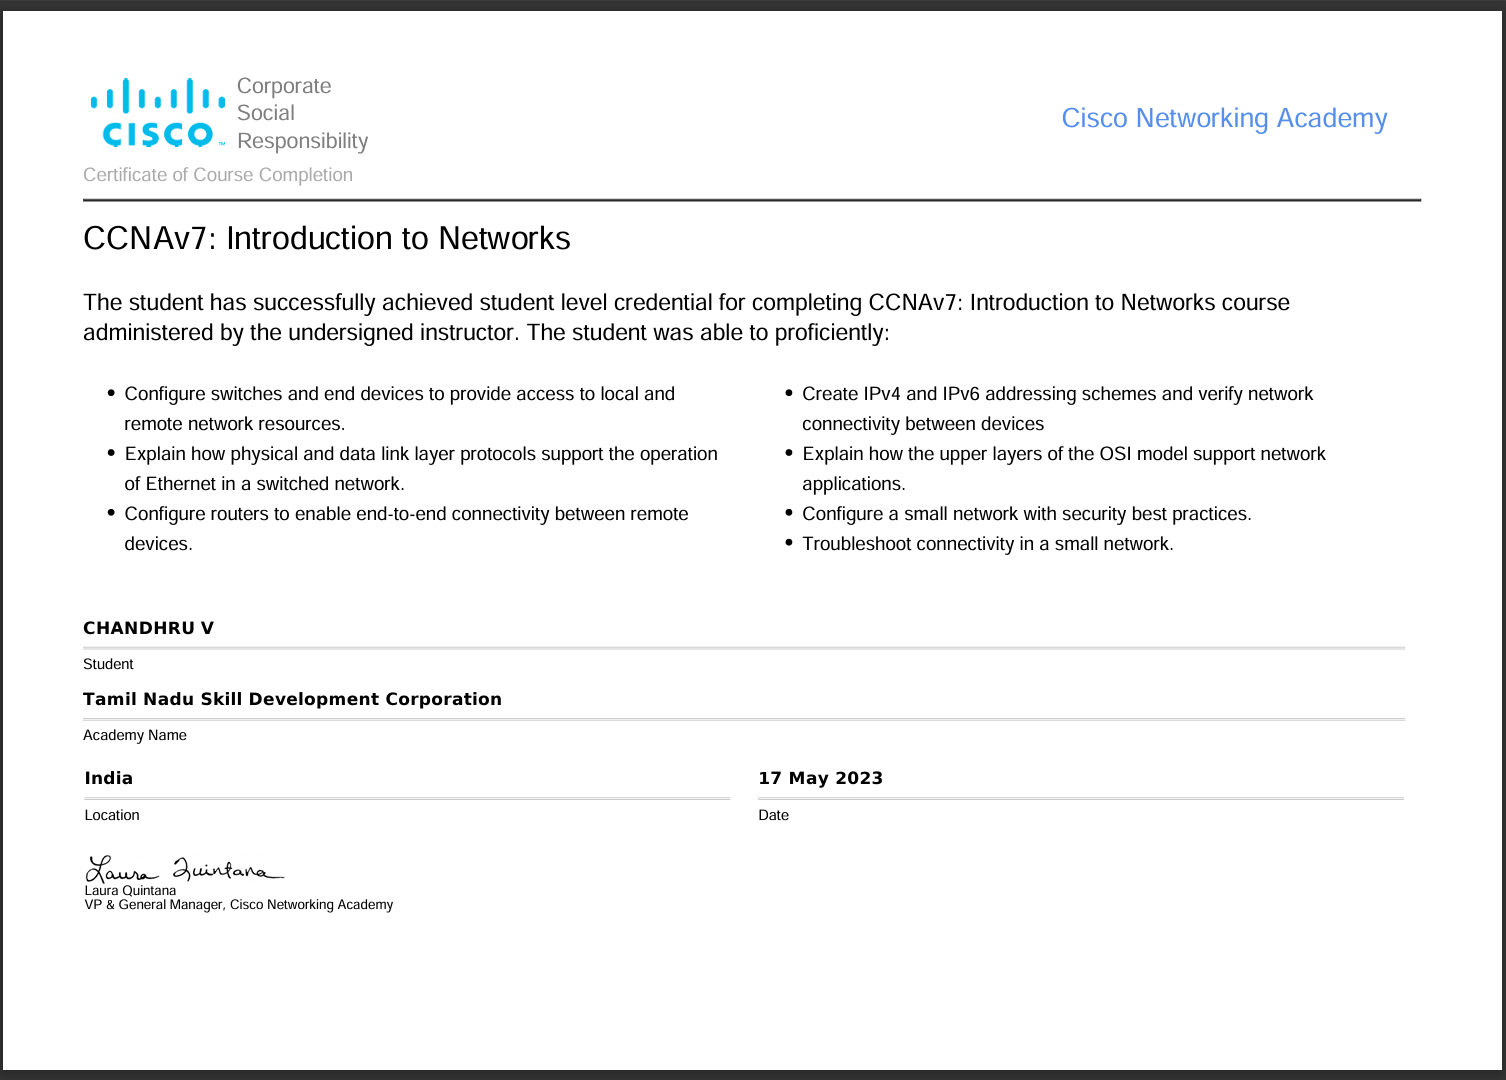 CISCO
Corporate
Social
Responsibility
Cisco Networking Academy
Certificate of Course Completion
CCNAv7: Introduction to Networks
The student has successfully achieved student level credential for completing CCNAv7: Introduction to Networks course
administered by the undersigned instructor. The student was able to proficiently:
• Configure switches and end devices to provide access to local and
remote network resources.
• Explain how physical and data link layer protocols support the operation
of Ethernet in a switched network.
• Configure routers to enable end-to-end connectivity between remote
devices.
• Create IPv4 and IPv6 addressing schemes and verify network
connectivity between devices
• Explain how the upper layers of the OSI model support network
applications.
• Configure a small network with security best practices.
• Troubleshoot connectivity in a small network.
CHANDHRU V
Student
Tamil Nadu Skill Development Corporation
Academy Name
India
Location
17 May 2023
Date
Laura Quintana
Laura Quintana
VP & General Manager, Cisco Networking Academy